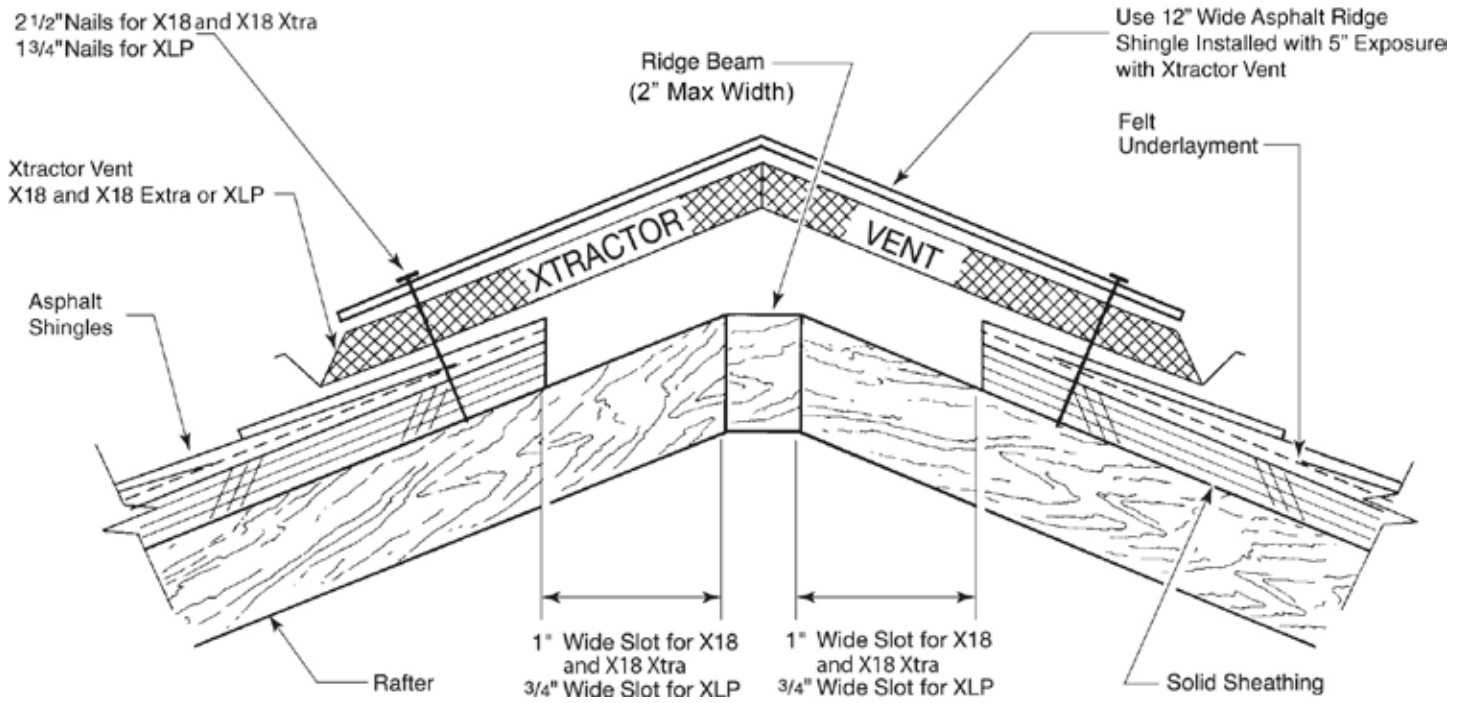 2 1/2" Nails for X18 and X18 Xtra
1 3/4" Nails for XLP
Ridge Beam
(2" Max Width)
Use 12" Wide Asphalt Ridge
Shingle Installed with 5" Exposure
with Xtractor Vent
Felt
Underlayment
Xtractor Vent
X18 and X18 Extra or XLP
XTRACTOR
VENT
Asphalt
Shingles
1" Wide Slot for X18
and X18 Xtra
3/4" Wide Slot for XLP
1" Wide Slot for X18
and X18 Xtra
3/4" Wide Slot for XLP
Rafter
Solid Sheathing